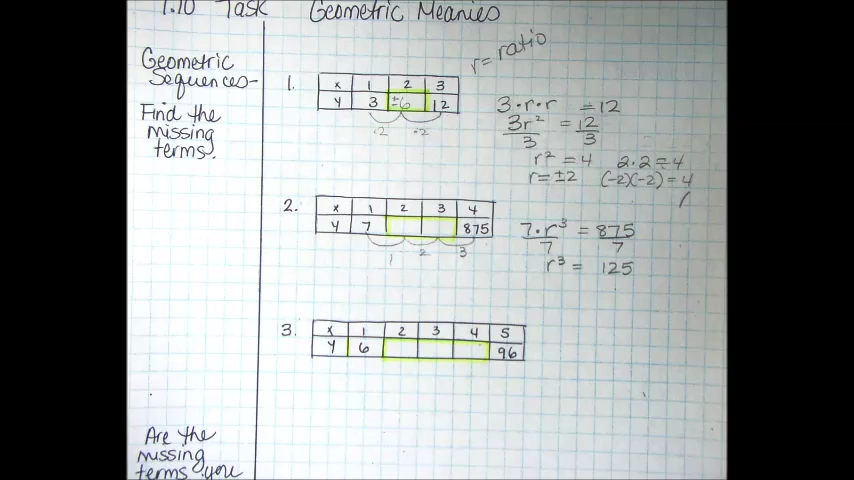 1.10 Task Geometric Meanies
Geometric
Sequences-
Find the
missing
terms.
r = ratio
1.
x 1 2 3
y 3 ±6 12
·2 ·2
3·r·r = 12
3r² = 12
3 3
r² = 4 2·2=4
r = ±2 (-2)(-2) = 4
2.
x 1 2 3 4
y 7 875
1 2 3
7·r³ = 875
7 7
r³ = 125
3.
x 1 2 3 4 5
y 6 96
Are the
missing
terms you